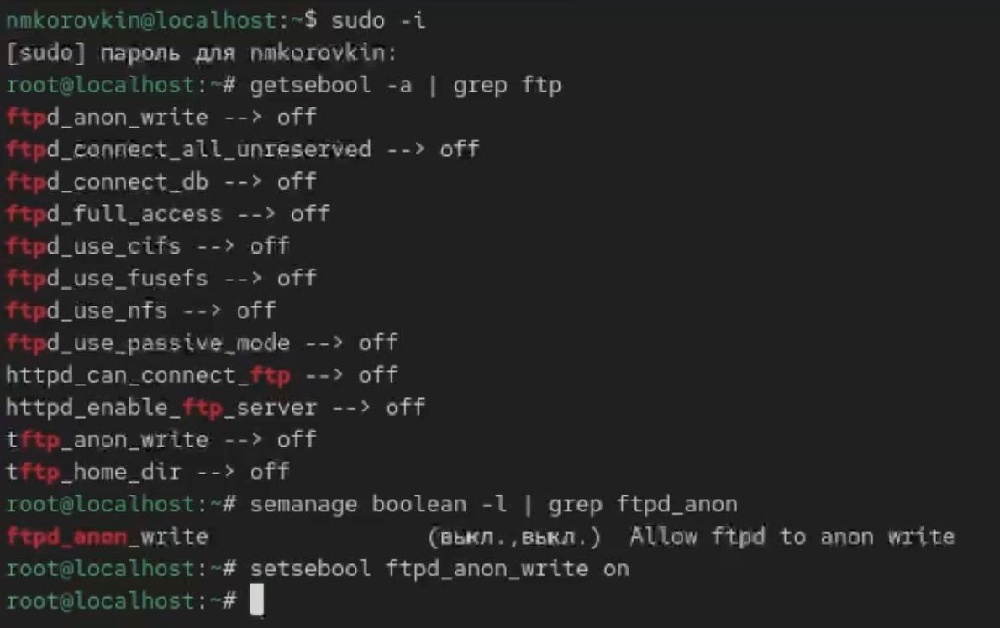 nmkorovkin@localhost:~$ sudo -i
[sudo] пароль для nmkorovkin:
root@localhost:~# getsebool -a | grep ftp
ftpd_anon_write --> off
ftpd_connect_all_unreserved --> off
ftpd_connect_db --> off
ftpd_full_access --> off
ftpd_use_cifs --> off
ftpd_use_fusefs --> off
ftpd_use_nfs --> off
ftpd_use_passive_mode --> off
httpd_can_connect_ftp --> off
httpd_enable_ftp_server --> off
tftp_anon_write --> off
tftp_home_dir --> off
root@localhost:~# semanage boolean -l | grep ftpd_anon
ftpd_anon_write                (выкл.,выкл.)  Allow ftpd to anon write
root@localhost:~# setsebool ftpd_anon_write on
root@localhost:~#